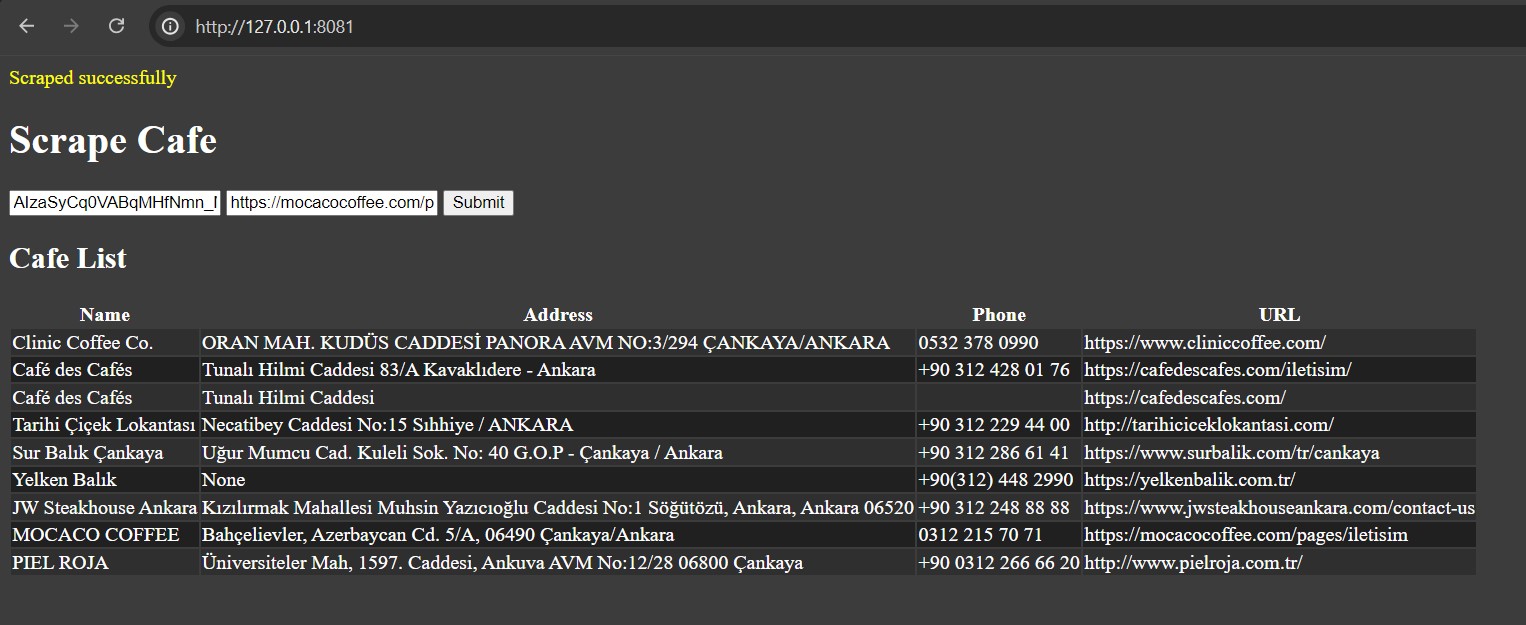 http://127.0.0.1:8081
Scraped successfully
Scrape Cafe
https://mocacocoffee.com/p Submit
Cafe List
Name Address Phone URL
Clinic Coffee Co. ORAN MAH. KUDÜS CADDESİ PANORA AVM NO:3/294 ÇANKAYA/ANKARA 0532 378 0990 https://www.cliniccoffee.com/
Café des Cafés Tunalı Hilmi Caddesi 83/A Kavaklıdere - Ankara +90 312 428 01 76 https://cafedescafes.com/iletisim/
Café des Cafés Tunalı Hilmi Caddesi https://cafedescafes.com/
Tarihi Çiçek Lokantası Necatibey Caddesi No:15 Sıhhiye / ANKARA +90 312 229 44 00 http://tarihiciceklokantasi.com/
Sur Balık Çankaya Uğur Mumcu Cad. Kuleli Sok. No: 40 G.O.P - Çankaya / Ankara +90 312 286 61 41 https://www.surbalik.com/tr/cankaya
Yelken Balık None +90(312) 448 2990 https://yelkenbalik.com.tr/
JW Steakhouse Ankara Kızılırmak Mahallesi Muhsin Yazıcıoğlu Caddesi No:1 Söğütözü, Ankara, Ankara 06520 +90 312 248 88 88 https://www.jwsteakhouseankara.com/contact-us
MOCACO COFFEE Bahçelievler, Azerbaycan Cd. 5/A, 06490 Çankaya/Ankara 0312 215 70 71 https://mocacocoffee.com/pages/iletisim
PIEL ROJA Üniversiteler Mah, 1597. Caddesi, Ankuva AVM No:12/28 06800 Çankaya +90 0312 266 66 20 http://www.pielroja.com.tr/